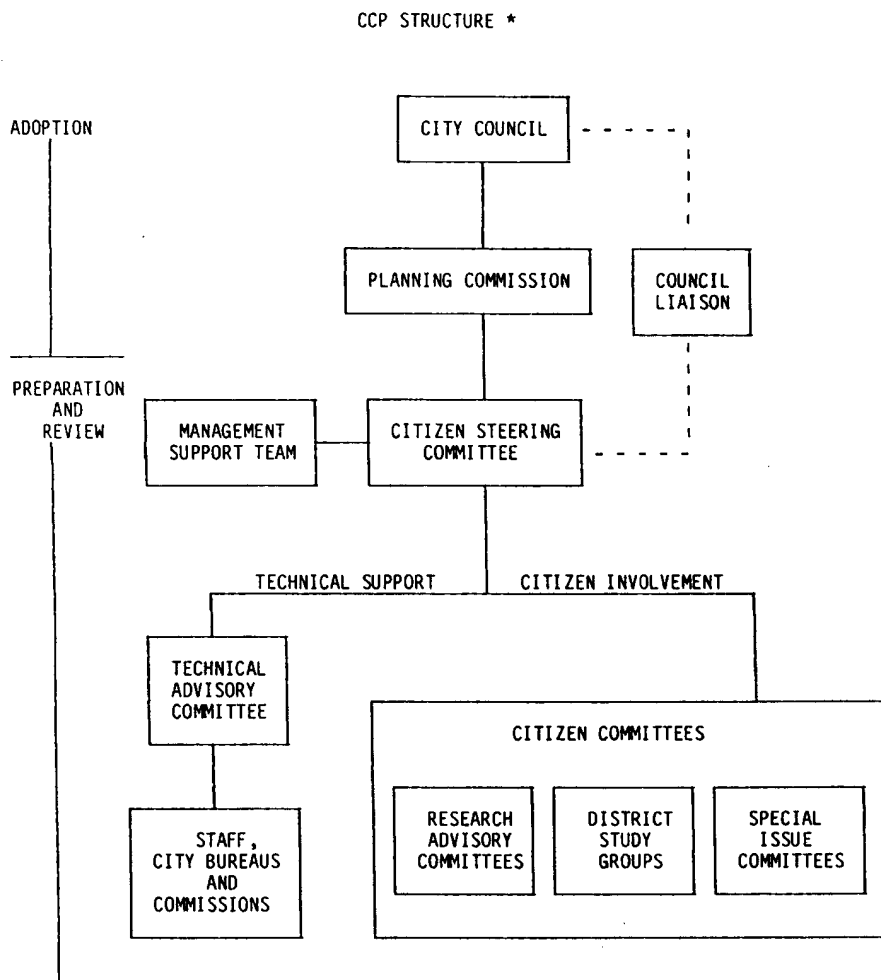 CCP STRUCTURE *
ADOPTION
CITY COUNCIL
PLANNING COMMISSION
COUNCIL
LIAISON
PREPARATION
AND
REVIEW
MANAGEMENT
SUPPORT TEAM
CITIZEN STEERING
COMMITTEE
TECHNICAL SUPPORT
CITIZEN INVOLVEMENT
TECHNICAL
ADVISORY
COMMITTEE
CITIZEN COMMITTEES
STAFF,
CITY BUREAUS
AND
COMMISSIONS
RESEARCH
ADVISORY
COMMITTEES
DISTRICT
STUDY
GROUPS
SPECIAL
ISSUE
COMMITTEES